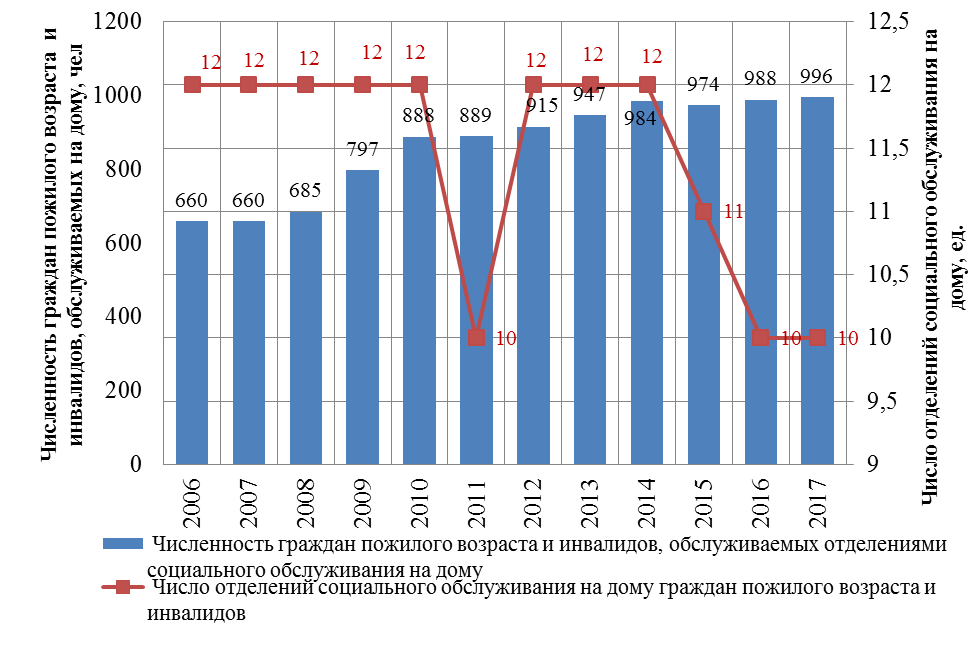 Численность граждан пожилого возраста и
инвалидов, обслуживаемых на дому, чел
1200
1000
800
600
400
200
0
12 12 12 12 12 12 12 12
660 660 685 797 888 889 915 947 984 974 988 996
10 11 10 10
12,5
12
11,5
11
10,5
10
9,5
9
Число отделений социального обслуживания на
дому, ед.
2006 2007 2008 2009 2010 2011 2012 2013 2014 2015 2016 2017
Численность граждан пожилого возраста и инвалидов, обслуживаемых отделениями
социального обслуживания на дому
Число отделений социального обслуживания на дому граждан пожилого возраста и
инвалидов